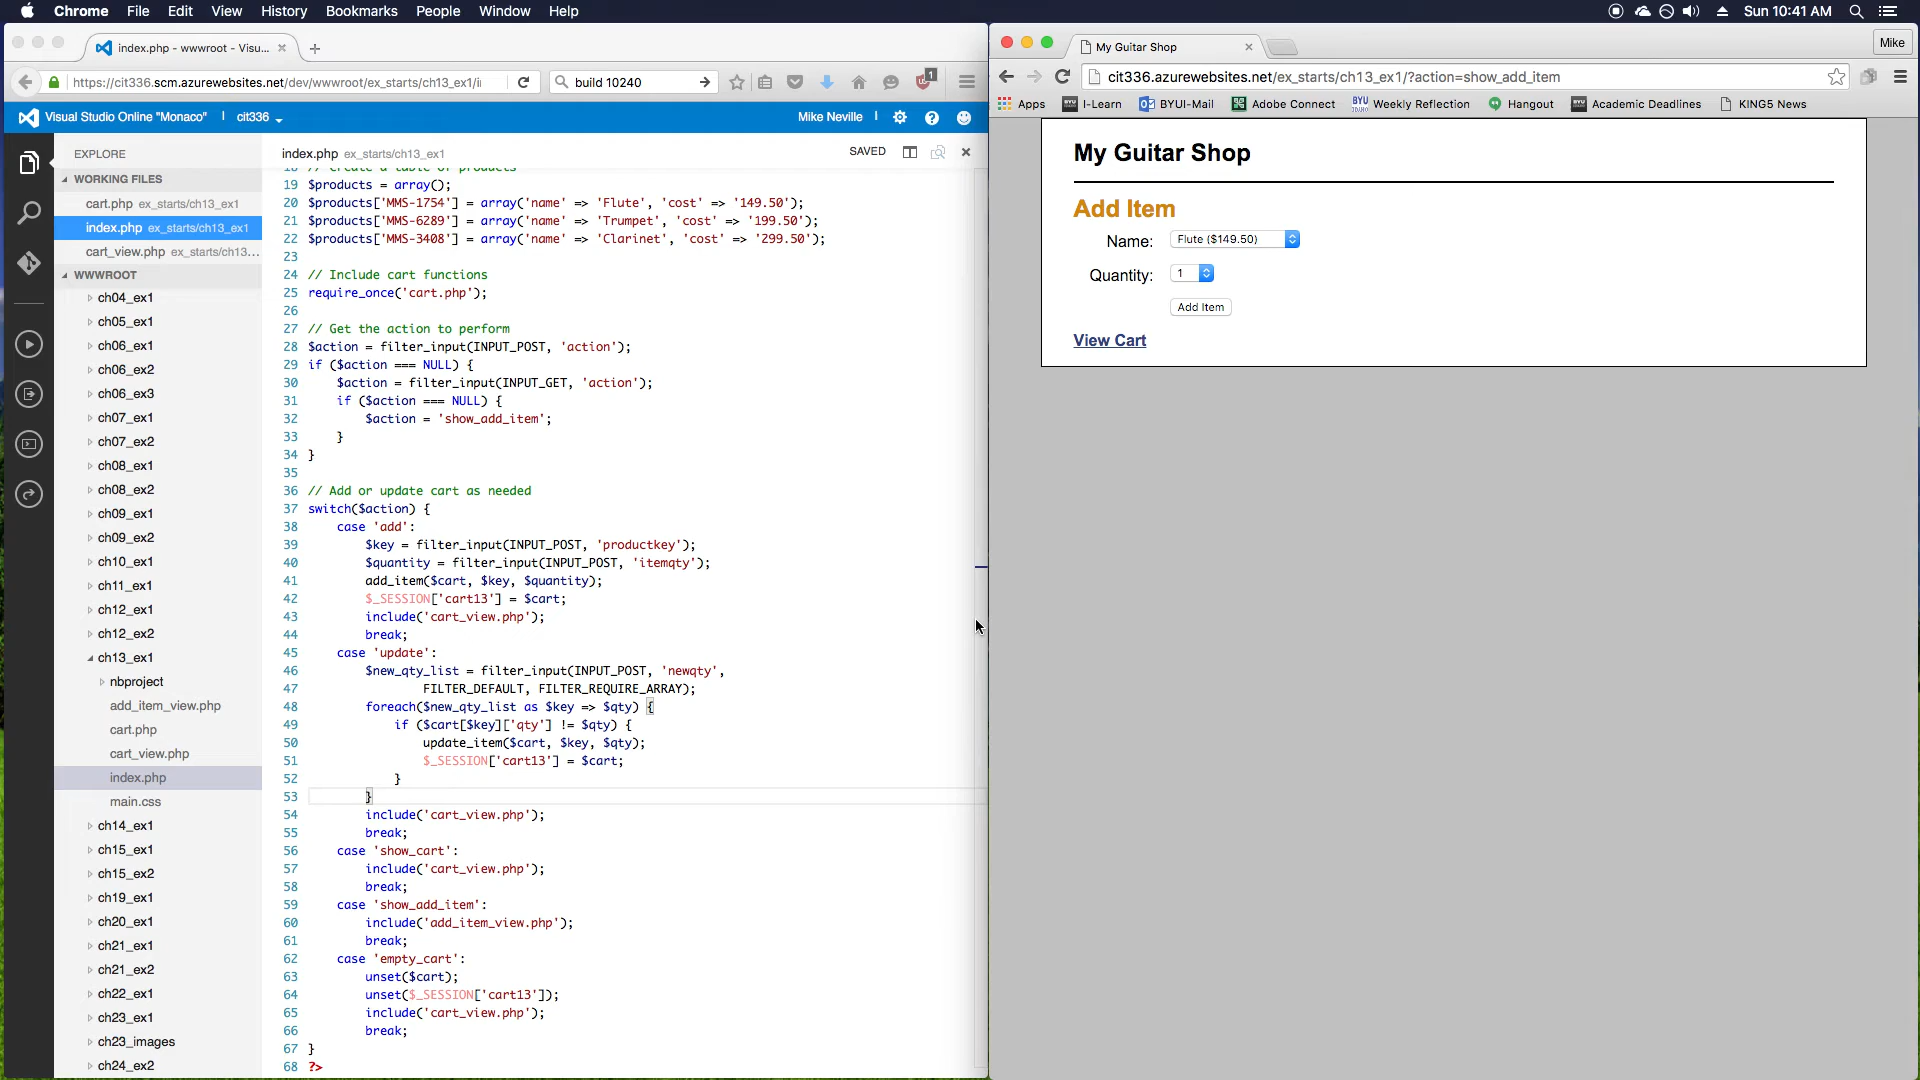 Chrome File Edit View History Bookmarks People Window Help
Sun 10:41 AM
index.php - wwwroot - Visu...
https://cit336.scm.azurewebsites.net/dev/wwwroot/ex_starts/ch13_ex1/i
build 10240
1
Visual Studio Online "Monaco" | cit336
Mike Neville |
EXPLORE
WORKING FILES
cart.php ex_starts/ch13_ex1
index.php ex_starts/ch13_ex1
cart_view.php ex_starts/ch13...
WWWROOT
ch04_ex1
ch05_ex1
ch06_ex1
ch06_ex2
ch06_ex3
ch07_ex1
ch07_ex2
ch08_ex1
ch08_ex2
ch09_ex1
ch09_ex2
ch10_ex1
ch11_ex1
ch12_ex1
ch12_ex2
ch13_ex1
nbproject
add_item_view.php
cart.php
cart_view.php
index.php
main.css
ch14_ex1
ch15_ex1
ch15_ex2
ch19_ex1
ch20_ex1
ch21_ex1
ch21_ex2
ch22_ex1
ch23_ex1
ch23_images
ch24_ex2
index.php ex_starts/ch13_ex1
SAVED
18 // Create a table of products
19 $products = array();
20 $products['MMS-1754'] = array('name' => 'Flute', 'cost' => '149.50');
21 $products['MMS-6289'] = array('name' => 'Trumpet', 'cost' => '199.50');
22 $products['MMS-3408'] = array('name' => 'Clarinet', 'cost' => '299.50');
23
24 // Include cart functions
25 require_once('cart.php');
26
27 // Get the action to perform
28 $action = filter_input(INPUT_POST, 'action');
29 if ($action === NULL) {
30     $action = filter_input(INPUT_GET, 'action');
31     if ($action === NULL) {
32         $action = 'show_add_item';
33     }
34 }
35
36 // Add or update cart as needed
37 switch($action) {
38     case 'add':
39         $key = filter_input(INPUT_POST, 'productkey');
40         $quantity = filter_input(INPUT_POST, 'itemqty');
41         add_item($cart, $key, $quantity);
42         $_SESSION['cart13'] = $cart;
43         include('cart_view.php');
44         break;
45     case 'update':
46         $new_qty_list = filter_input(INPUT_POST, 'newqty',
47                 FILTER_DEFAULT, FILTER_REQUIRE_ARRAY);
48         foreach($new_qty_list as $key => $qty) {
49             if ($cart[$key]['qty'] != $qty) {
50                 update_item($cart, $key, $qty);
51                 $_SESSION['cart13'] = $cart;
52             }
53         }
54         include('cart_view.php');
55         break;
56     case 'show_cart':
57         include('cart_view.php');
58         break;
59     case 'show_add_item':
60         include('add_item_view.php');
61         break;
62     case 'empty_cart':
63         unset($cart);
64         unset($_SESSION['cart13']);
65         include('cart_view.php');
66         break;
67 }
68 ?>
My Guitar Shop
Mike
cit336.azurewebsites.net/ex_starts/ch13_ex1/?action=show_add_item
Apps I-Learn BYUI-Mail Adobe Connect Weekly Reflection Hangout Academic Deadlines KING5 News
My Guitar Shop
Add Item
Name: Flute ($149.50)
Quantity: 1
Add Item
View Cart